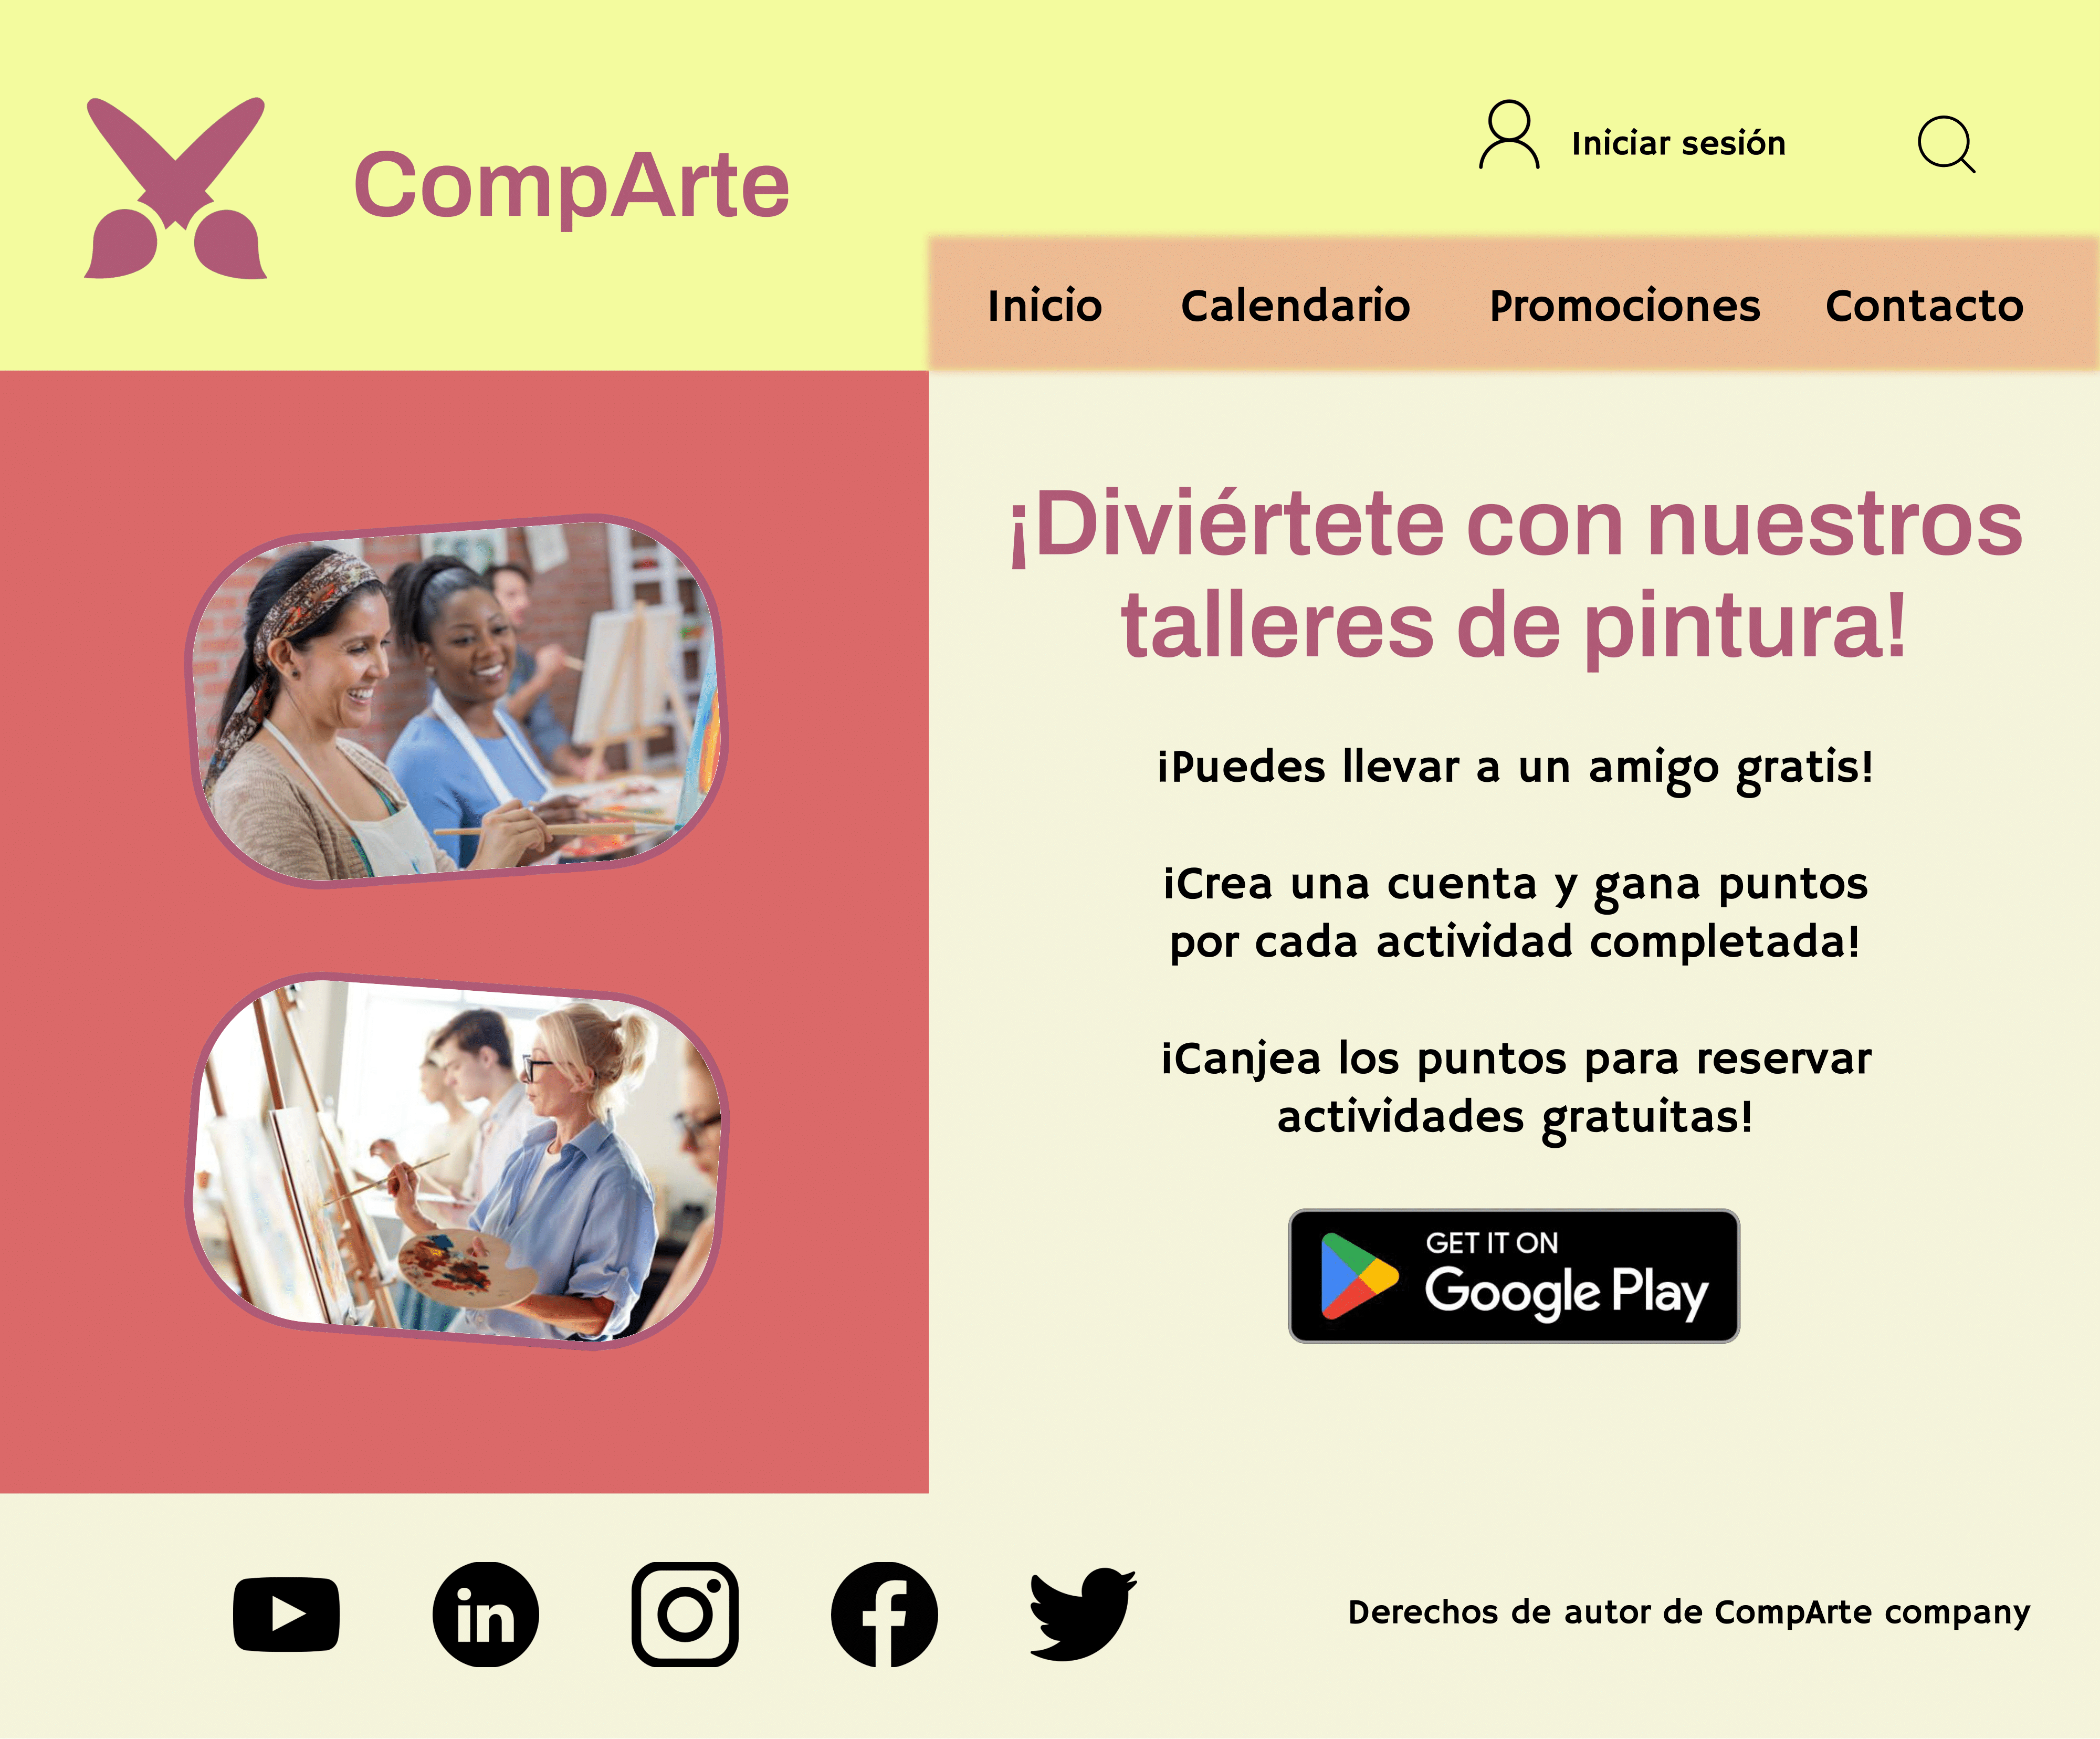 CompArte
Iniciar sesión
Inicio Calendario Promociones Contacto
¡Diviértete con nuestros
talleres de pintura!
¡Puedes llevar a un amigo gratis!
¡Crea una cuenta y gana puntos
por cada actividad completada!
¡Canjea los puntos para reservar
actividades gratuitas!
GET IT ON
Google Play
in
Derechos de autor de CompArte company